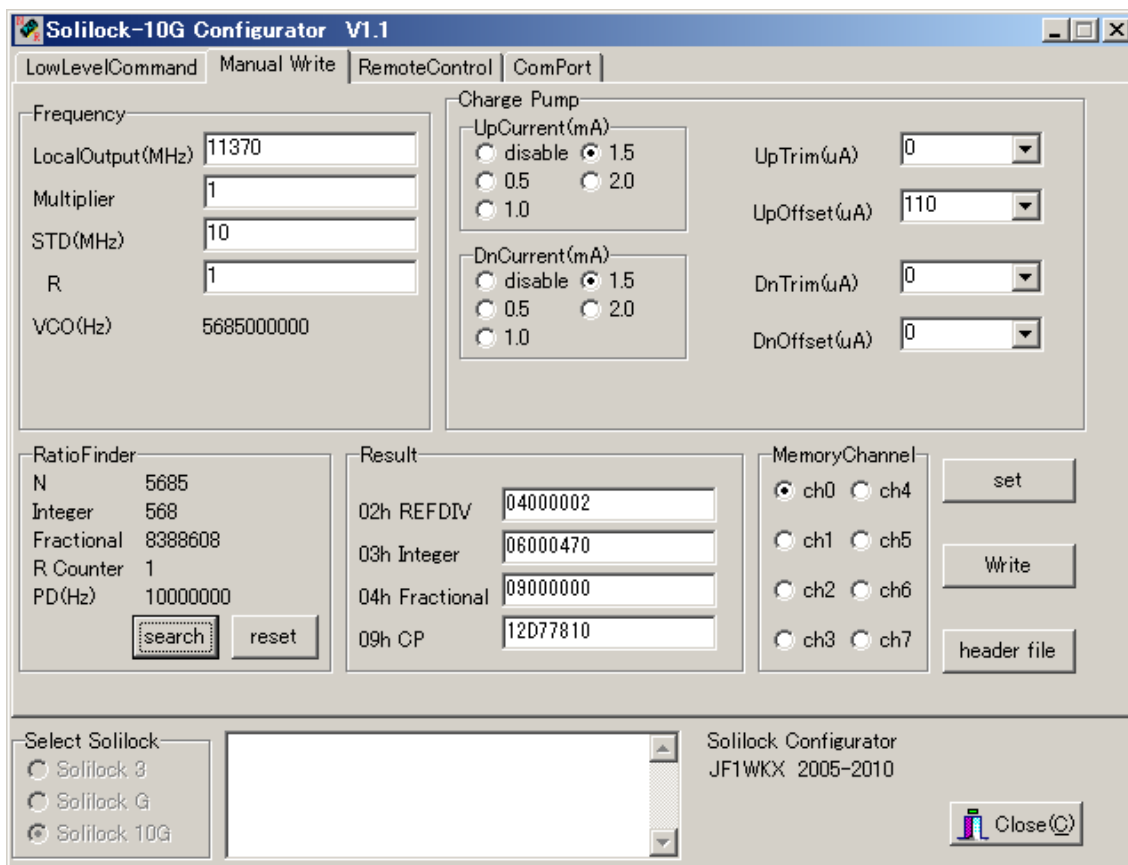 Solilock-10G Configurator V1.1
LowLevelCommand Manual Write RemoteControl ComPort
Frequency
LocalOutput(MHz) 11370
Multiplier 1
STD(MHz) 10
R 1
VCO(Hz) 5685000000
Charge Pump
UpCurrent(mA)
disable 1.5
0.5 2.0
1.0
UpTrim(uA) 0
UpOffset(uA) 110
DnCurrent(mA)
disable 1.5
0.5 2.0
1.0
DnTrim(uA) 0
DnOffset(uA) 0
RatioFinder
N 5685
Integer 568
Fractional 8388608
R Counter 1
PD(Hz) 10000000
search reset
Result
02h REFDIV 04000002
03h Integer 06000470
04h Fractional 09000000
09h CP 12D77810
MemoryChannel
ch0 ch4
ch1 ch5
ch2 ch6
ch3 ch7
set
Write
header file
Select Solilock
Solilock 3
Solilock G
Solilock 10G
Solilock Configurator
JF1WKX 2005-2010
Close(C)